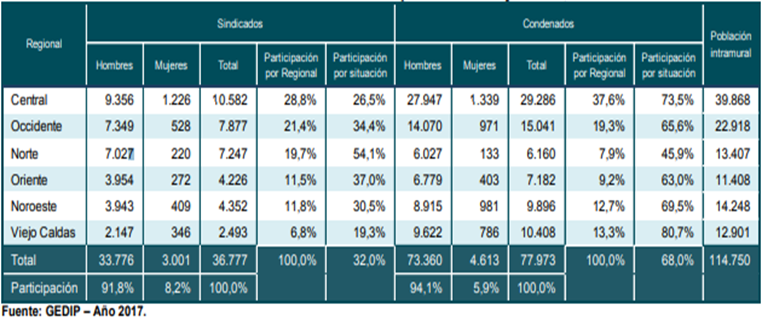 Regional Sindicados Condenados Población intramural
Hombres Mujeres Total Participación por Regional Participación por situación Hombres Mujeres Total Participación por Regional Participación por situación
Central 9.356 1.226 10.582 28,8% 26,5% 27.947 1.339 29.286 37,6% 73,5% 39.868
Occidente 7.349 528 7.877 21,4% 34,4% 14.070 971 15.041 19,3% 65,6% 22.918
Norte 7.027 220 7.247 19,7% 54,1% 6.027 133 6.160 7,9% 45,9% 13.407
Oriente 3.954 272 4.226 11,5% 37,0% 6.779 403 7.182 9,2% 63,0% 11.408
Noroeste 3.943 409 4.352 11,8% 30,5% 8.915 981 9.896 12,7% 69,5% 14.248
Viejo Caldas 2.147 346 2.493 6,8% 19,3% 9.622 786 10.408 13,3% 80,7% 12.901
Total 33.776 3.001 36.777 100,0% 32,0% 73.360 4.613 77.973 100,0% 68,0% 114.750
Participación 91,8% 8,2% 100,0% 94,1% 5,9% 100,0%
Fuente: GEDIP – Año 2017.